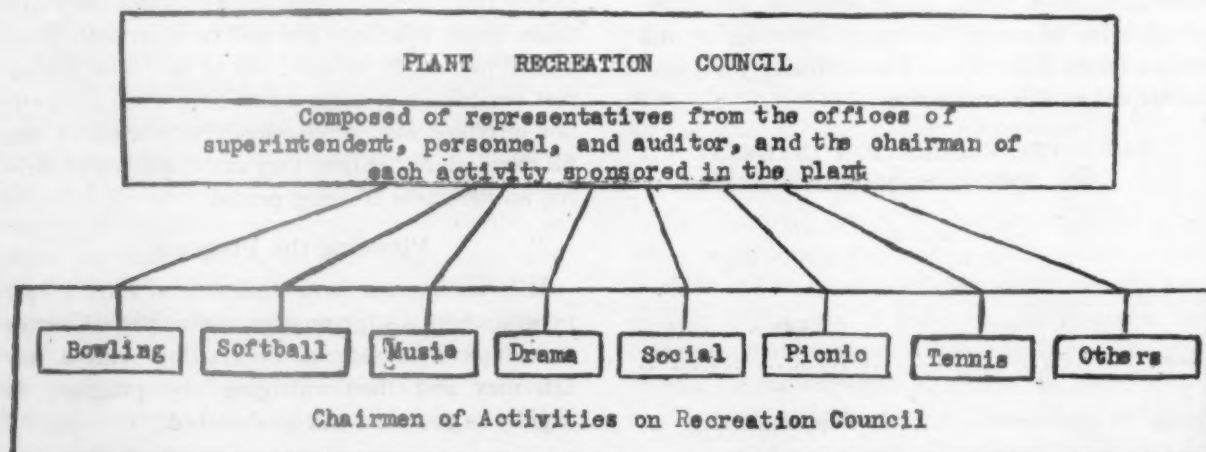 PLANT RECREATION COUNCIL
Composed of representatives from the offices of
superintendent, personnel, and auditor, and the chairman of
each activity sponsored in the plant
Bowling Softball Music Drama Social Picnic Tennis Others
Chairmen of Activities on Recreation Council